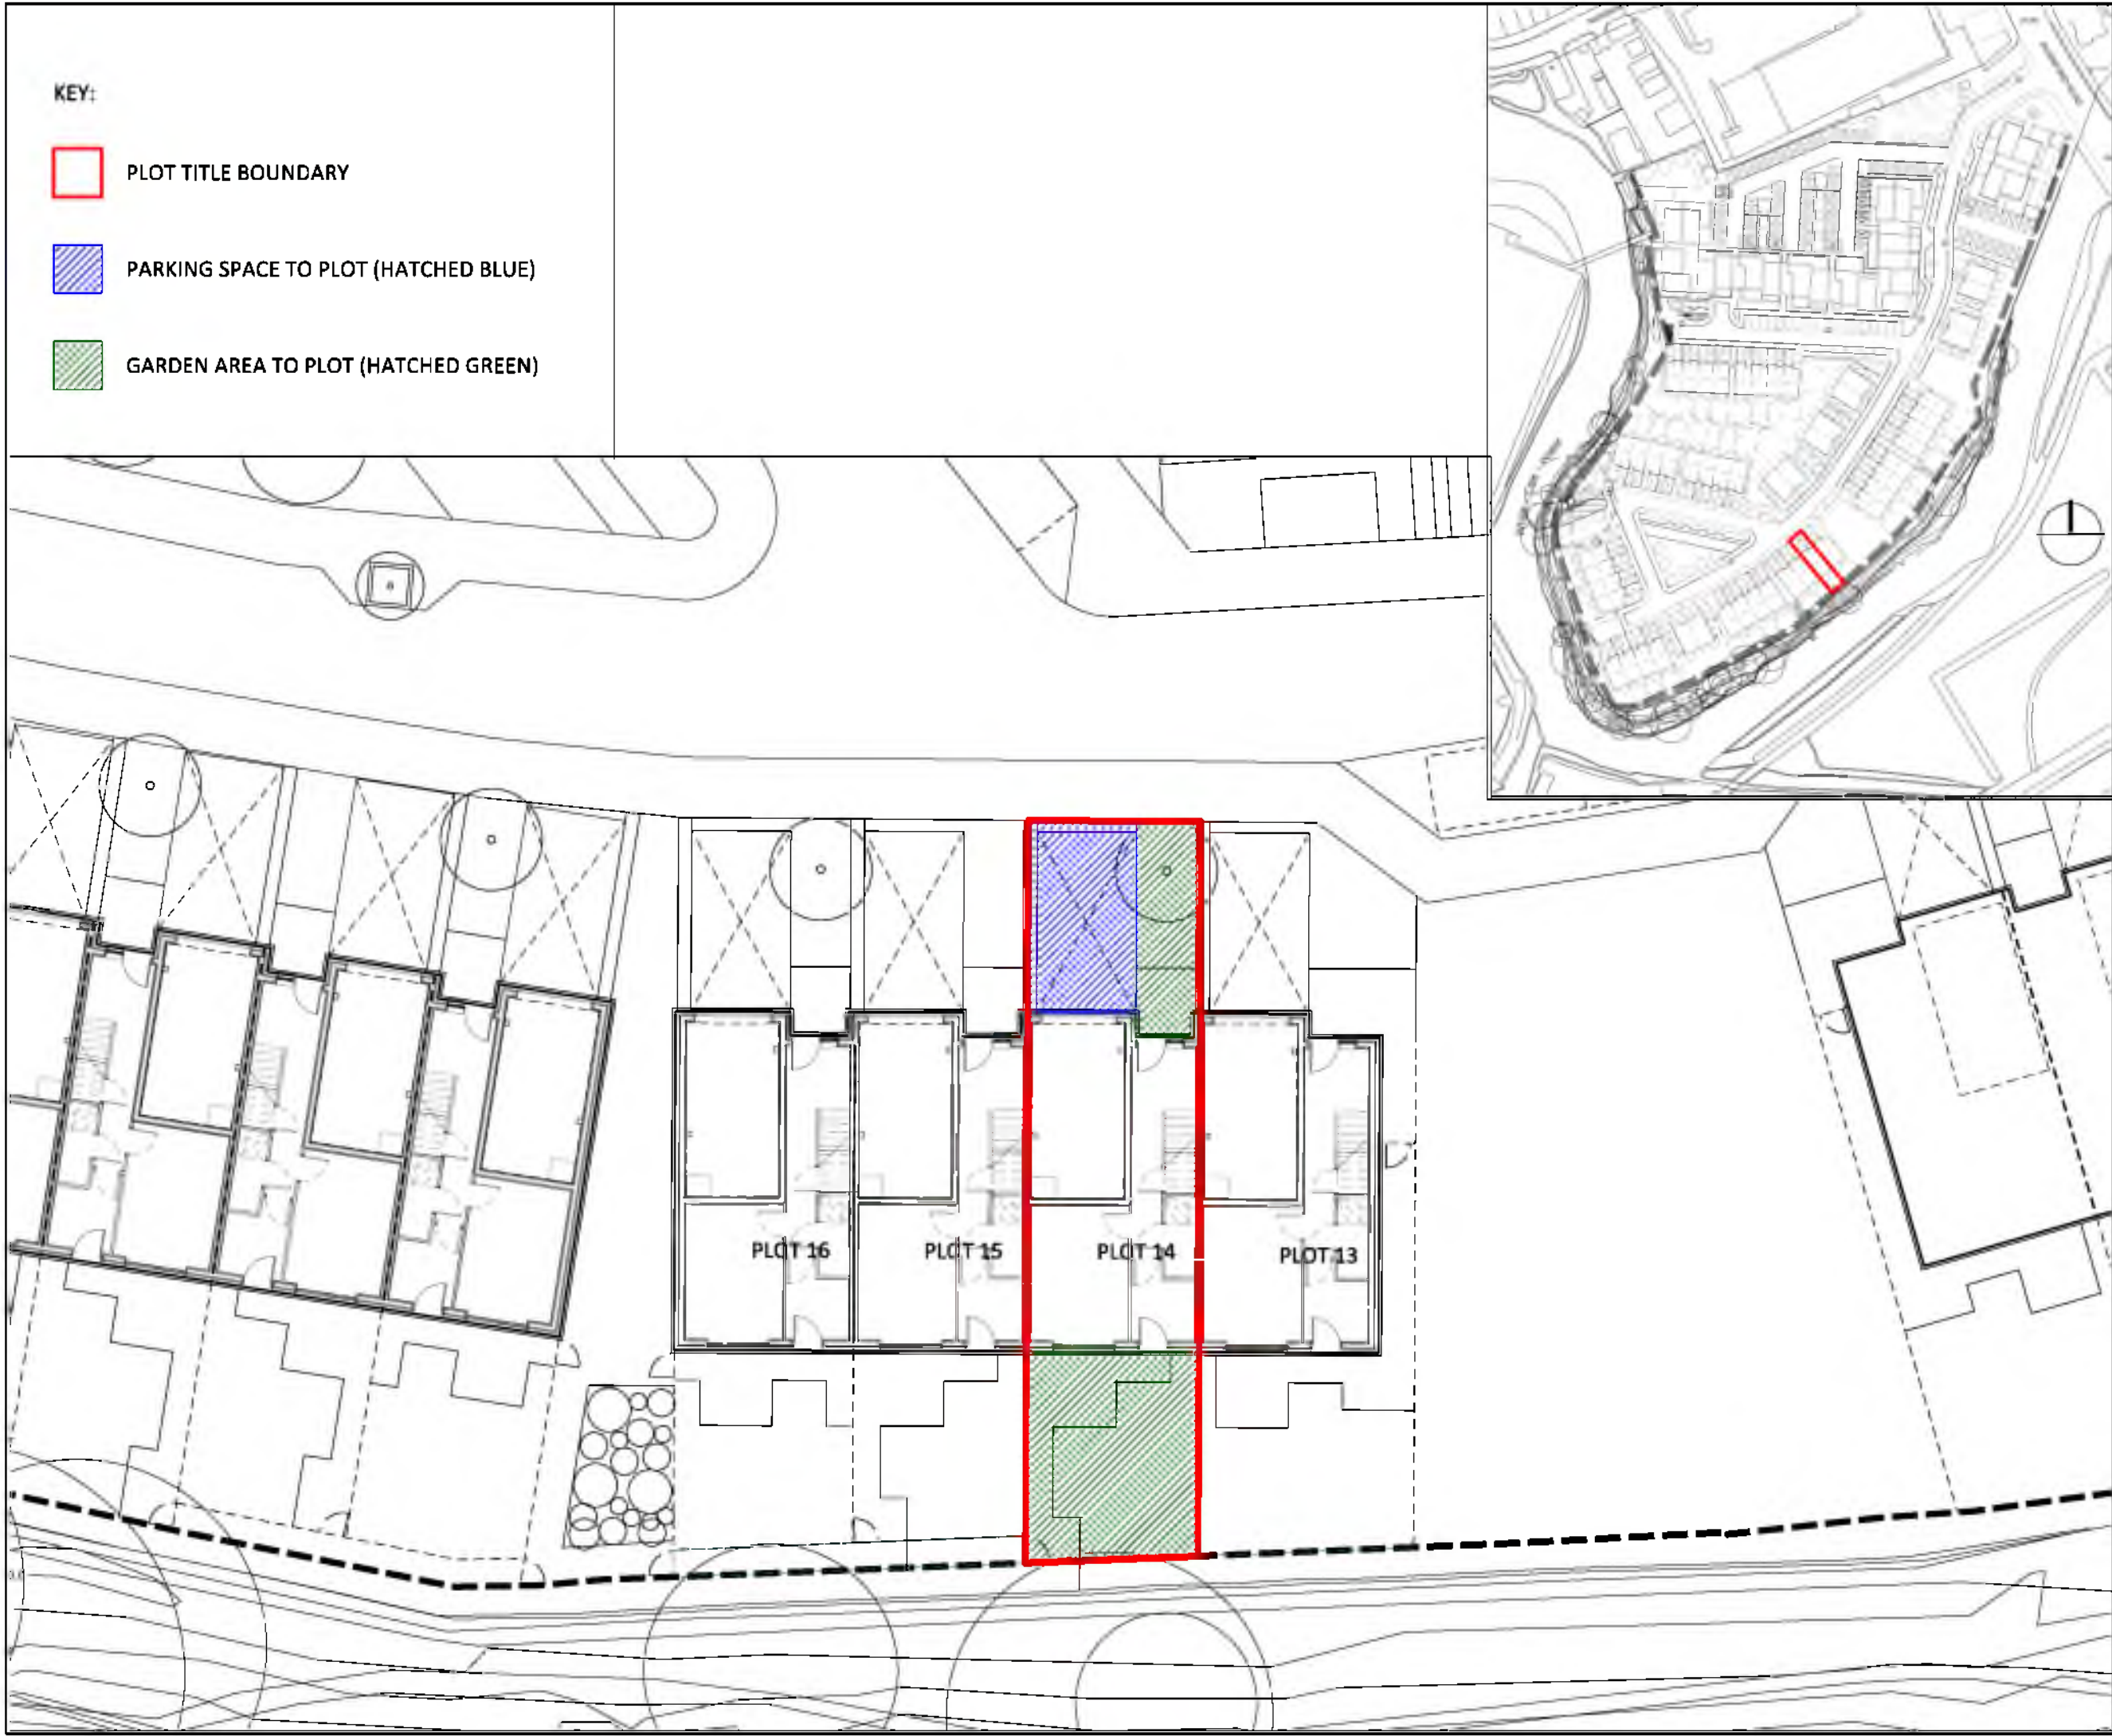 KEY:
PLOT TITLE BOUNDARY
PARKING SPACE TO PLOT (HATCHED BLUE)
GARDEN AREA TO PLOT (HATCHED GREEN)
PLOT 16
PLOT 15
PLOT 14
PLOT 13